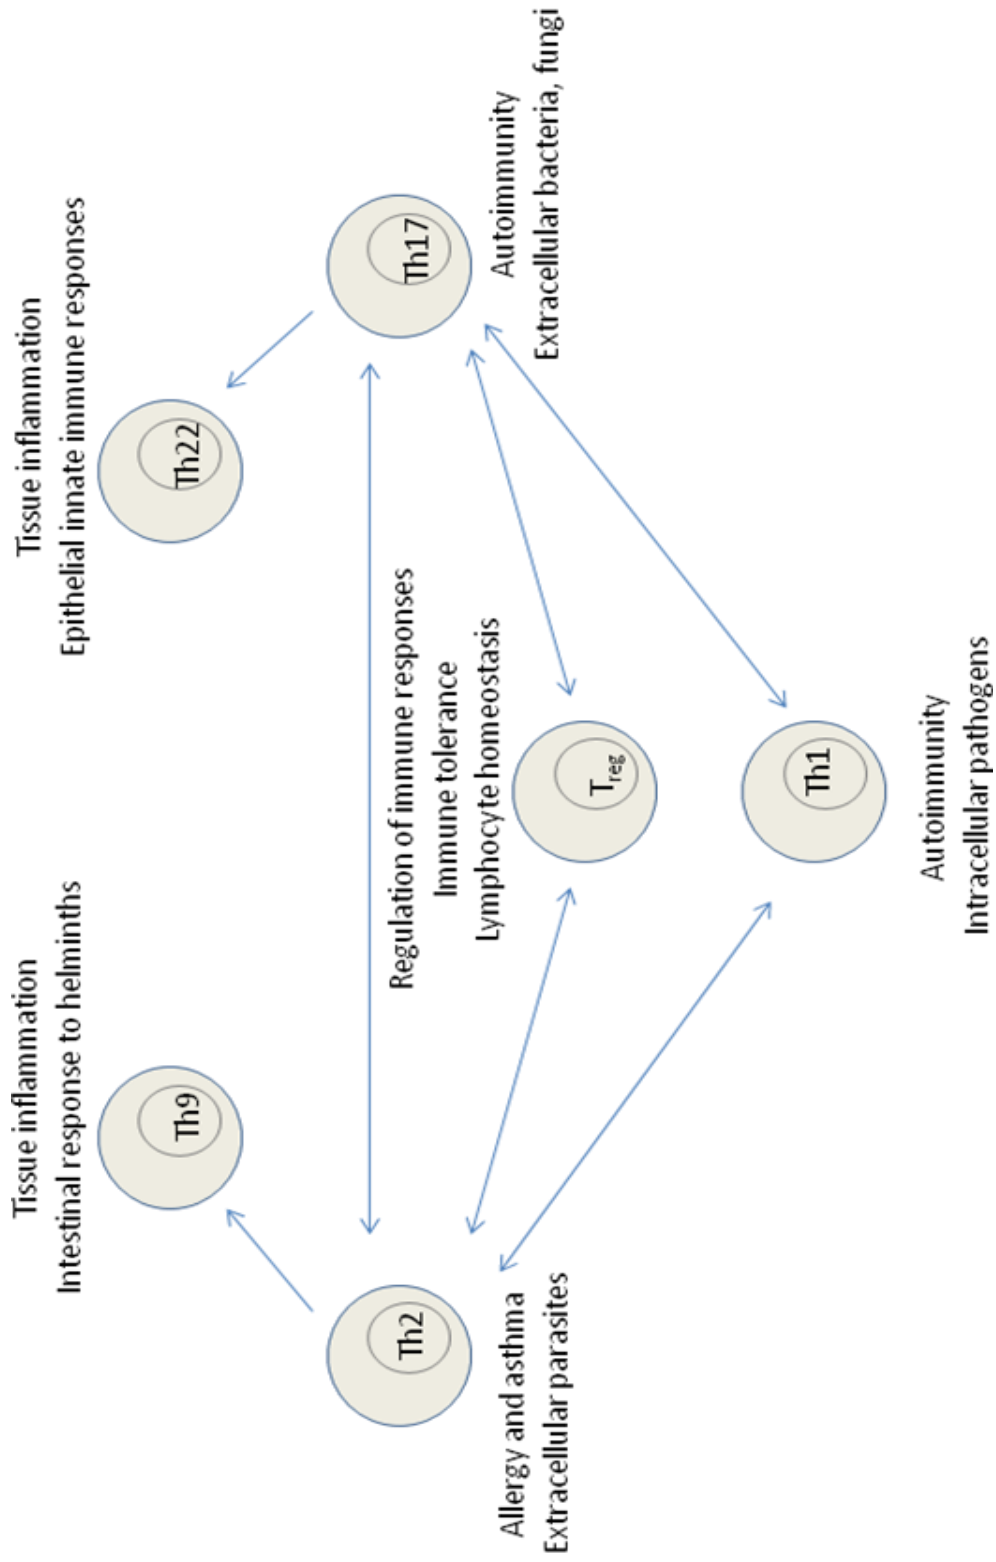 Tissue inflammation
Intestinal response to helminths
Th9
Tissue inflammation
Epithelial innate immune responses
Th22
Th2
Allergy and asthma
Extracellular parasites
Regulation of immune responses
Immune tolerance
Lymphocyte homeostasis
Treg
Th17
Autoimmunity
Extracellular bacteria, fungi
Th1
Autoimmunity
Intracellular pathogens